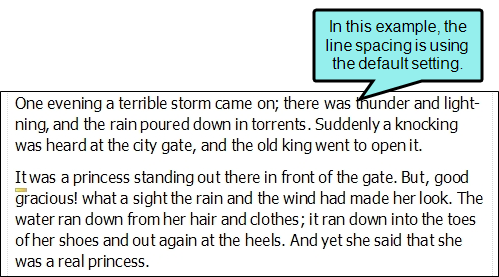 In this example, the
line spacing is using
the default setting.
One evening a terrible storm came on; there was thunder and light-
ning, and the rain poured down in torrents. Suddenly a knocking
was heard at the city gate, and the old king went to open it.
It was a princess standing out there in front of the gate. But, good
gracious! what a sight the rain and the wind had made her look. The
water ran down from her hair and clothes; it ran down into the toes
of her shoes and out again at the heels. And yet she said that she
was a real princess.